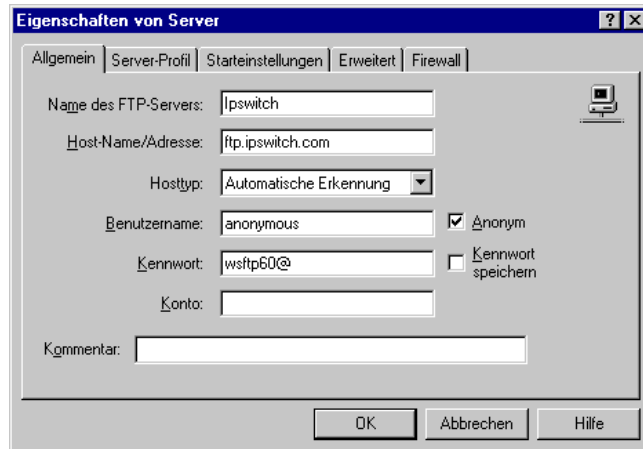 Eigenschaften von Server
Allgemein Server-Profil Starteinstellungen Erweitert Firewall
Name des FTP-Servers: Ipswitch
Host-Name/Adresse: ftp.ipswitch.com
Hosttyp: Automatische Erkennung
Benutzername: anonymous Anonym
Kennwort: wsftp60@ Kennwort
speichern
Konto:
Kommentar:
OK Abbrechen Hilfe